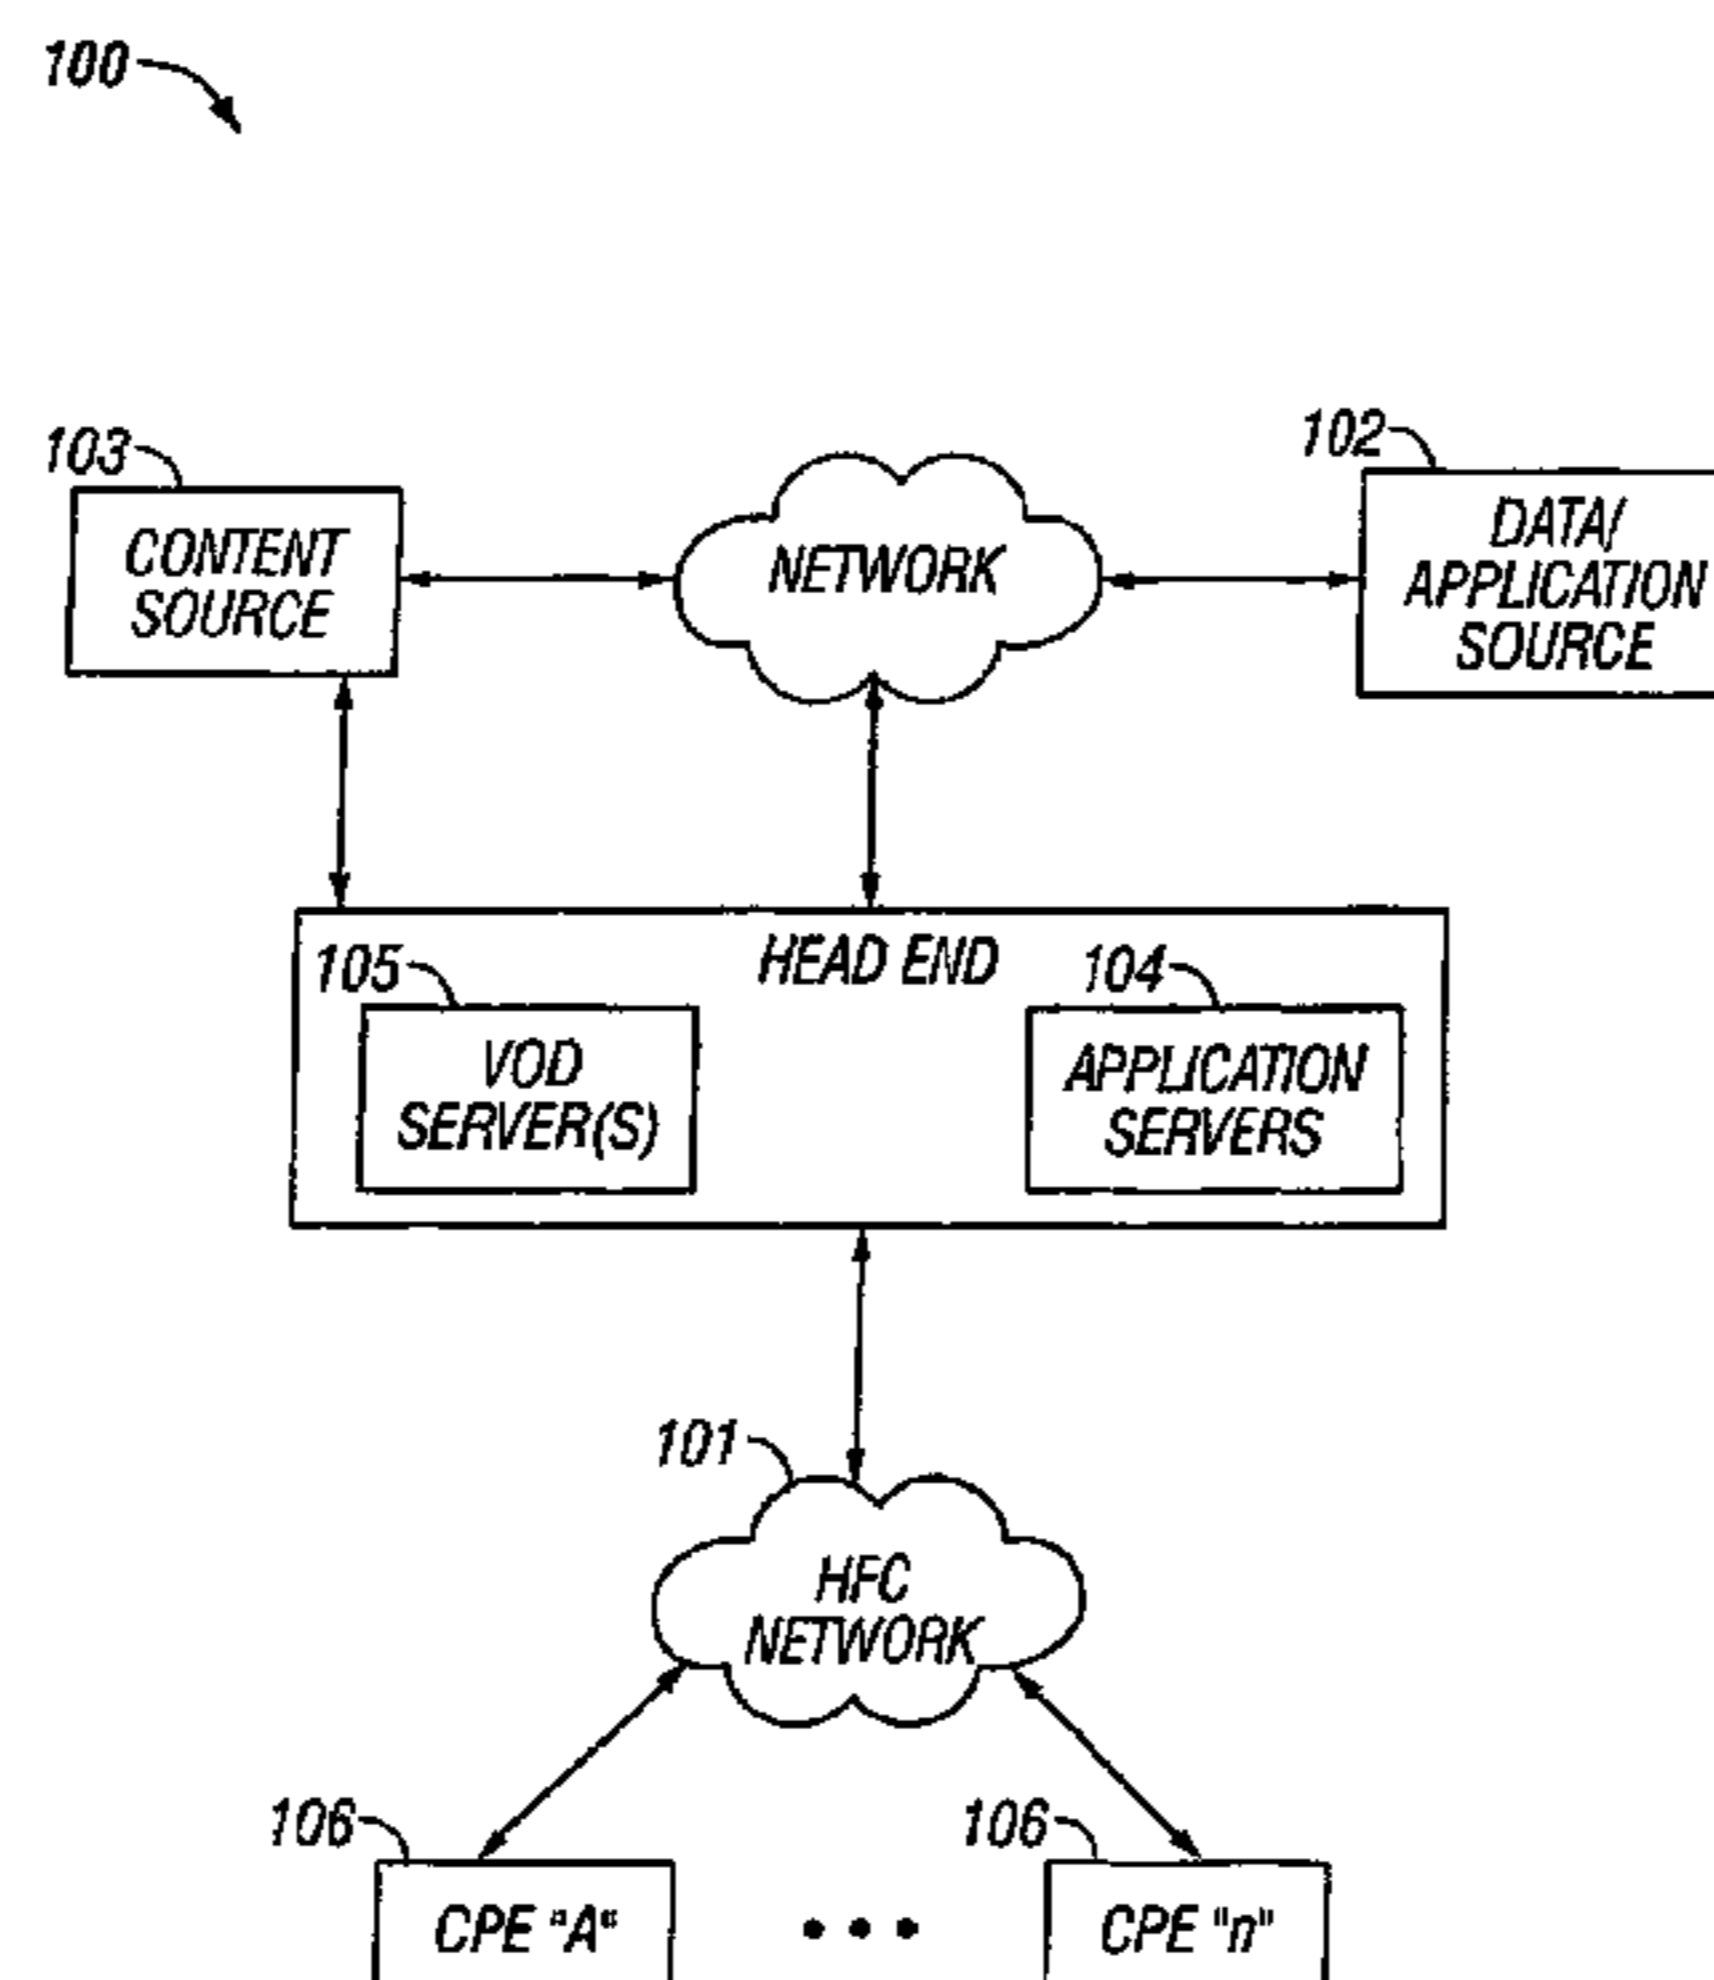 100
103
CONTENT
SOURCE
NETWORK
102
DATA/
APPLICATION
SOURCE
HEAD END
105
VOD
SERVER(S)
104
APPLICATION
SERVERS
101
HFC
NETWORK
106
CPE "A"
• • •
106
CPE "n"